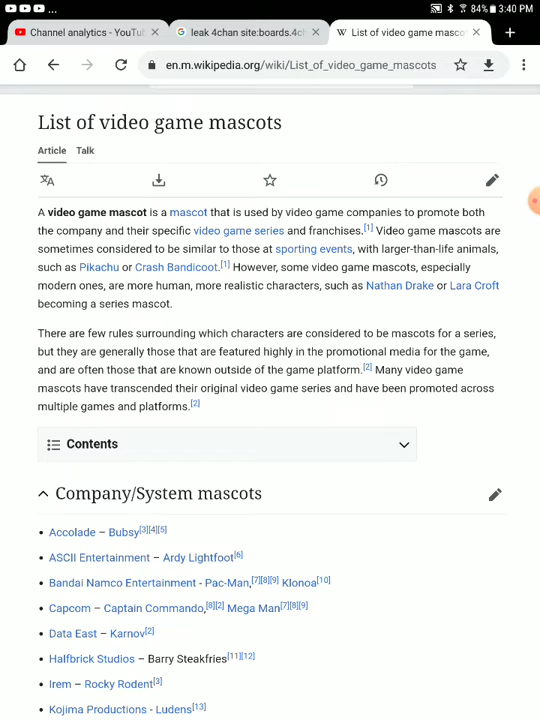 84% 3:40 PM
Channel analytics - YouTu
leak 4chan site:boards.4c
List of video game mascot
en.m.wikipedia.org/wiki/List_of_video_game_mascots
List of video game mascots
Article Talk
A video game mascot is a mascot that is used by video game companies to promote both
the company and their specific video game series and franchises.[1] Video game mascots are
sometimes considered to be similar to those at sporting events, with larger-than-life animals,
such as Pikachu or Crash Bandicoot.[1] However, some video game mascots, especially
modern ones, are more human, more realistic characters, such as Nathan Drake or Lara Croft
becoming a series mascot.
There are few rules surrounding which characters are considered to be mascots for a series,
but they are generally those that are featured highly in the promotional media for the game,
and are often those that are known outside of the game platform.[2] Many video game
mascots have transcended their original video game series and have been promoted across
multiple games and platforms.[2]
Contents
Company/System mascots
• Accolade – Bubsy[3][4][5]
• ASCII Entertainment – Ardy Lightfoot[6]
• Bandai Namco Entertainment - Pac-Man,[7][8][9] Klonoa[10]
• Capcom – Captain Commando,[8][2] Mega Man[7][8][9]
• Data East – Karnov[2]
• Halfbrick Studios – Barry Steakfries[11][12]
• Irem – Rocky Rodent[3]
• Kojima Productions - Ludens[13]